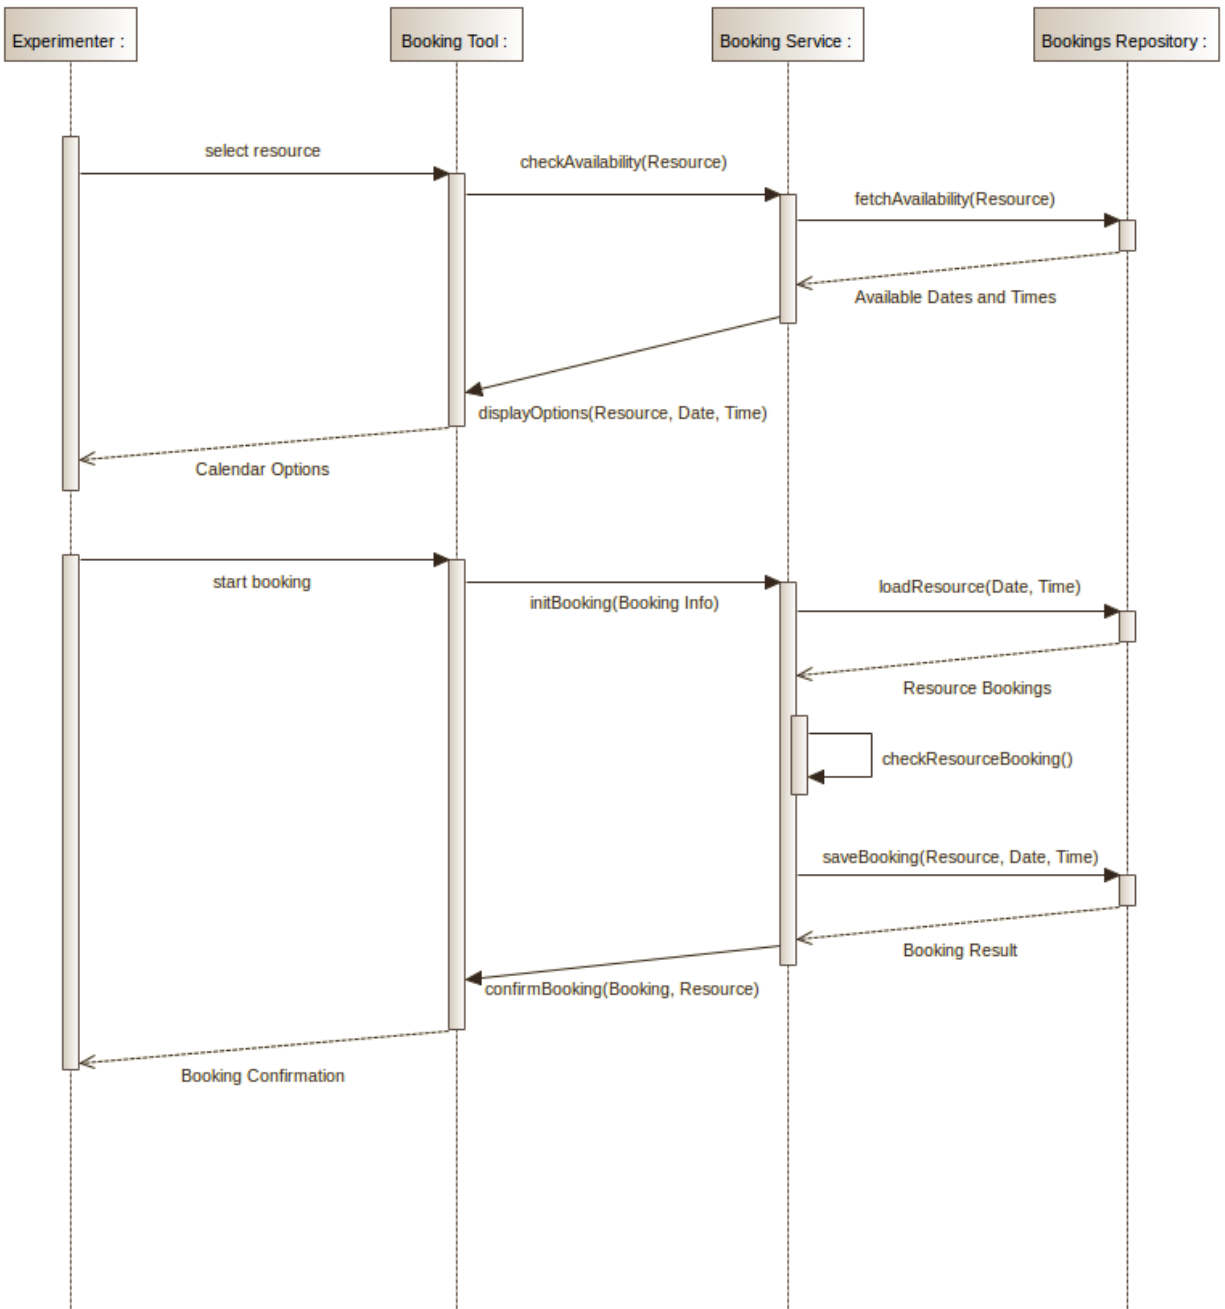 Experimenter :
Booking Tool :
Booking Service :
Bookings Repository :
select resource
checkAvailability(Resource)
fetchAvailability(Resource)
Available Dates and Times
displayOptions(Resource, Date, Time)
Calendar Options
start booking
initBooking(Booking Info)
loadResource(Date, Time)
Resource Bookings
checkResourceBooking()
saveBooking(Resource, Date, Time)
Booking Result
confirmBooking(Booking, Resource)
Booking Confirmation